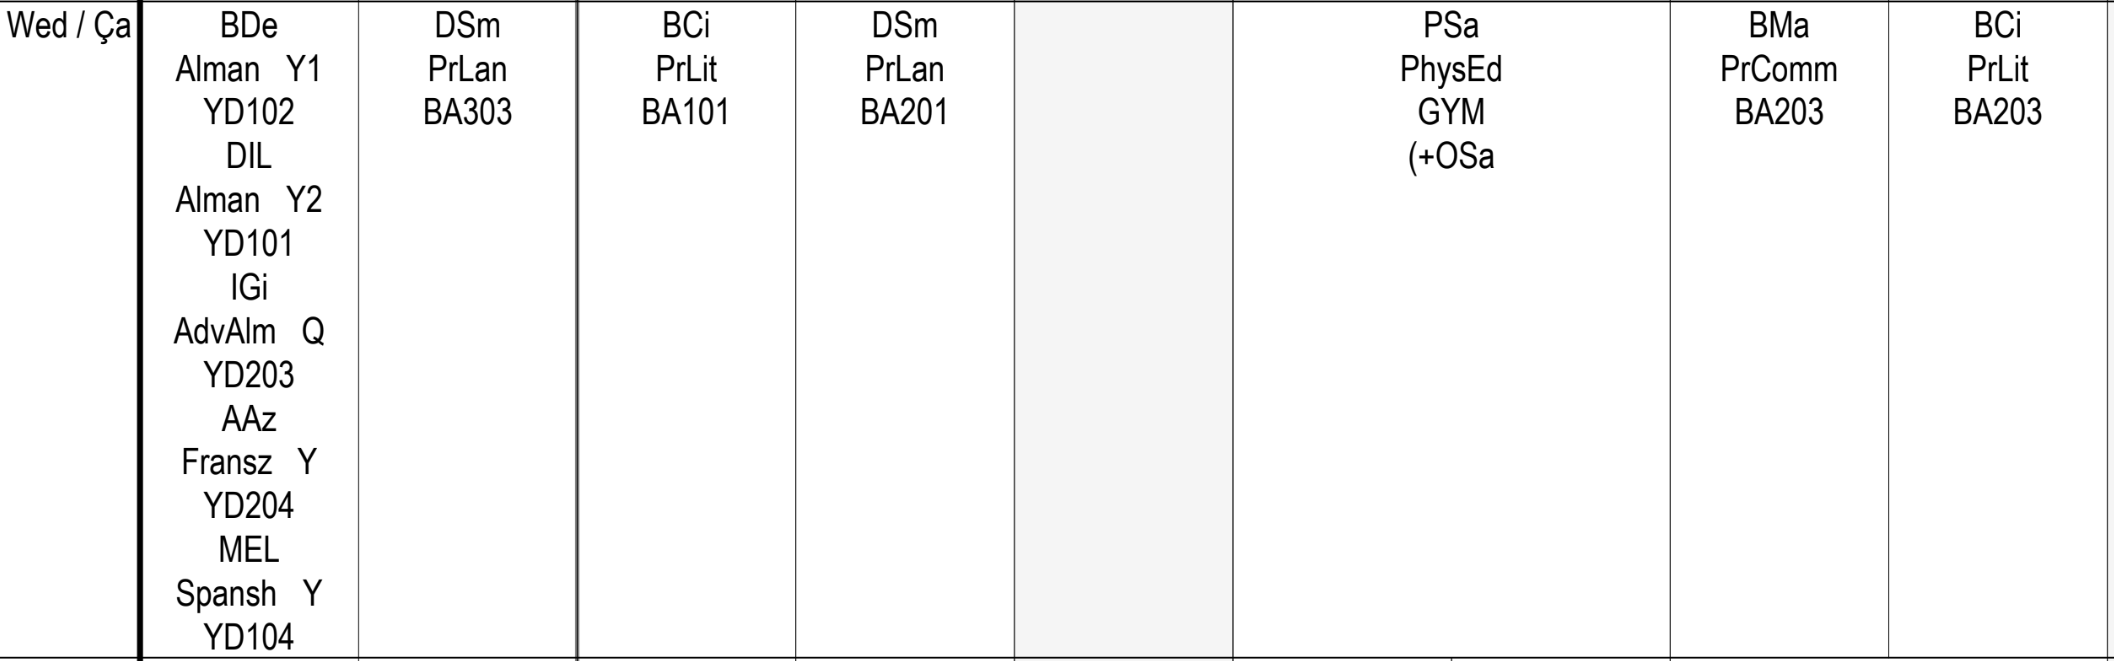 Wed / Ça
BDe
Alman Y1
YD102
DIL
Alman Y2
YD101
IGi
AdvAlm Q
YD203
AAz
Fransz Y
YD204
MEL
Spansh Y
YD104
DSm
PrLan
BA303
BCi
PrLit
BA101
DSm
PrLan
BA201
PSa
PhysEd
GYM
(+OSa
BMa
PrComm
BA203
BCi
PrLit
BA203